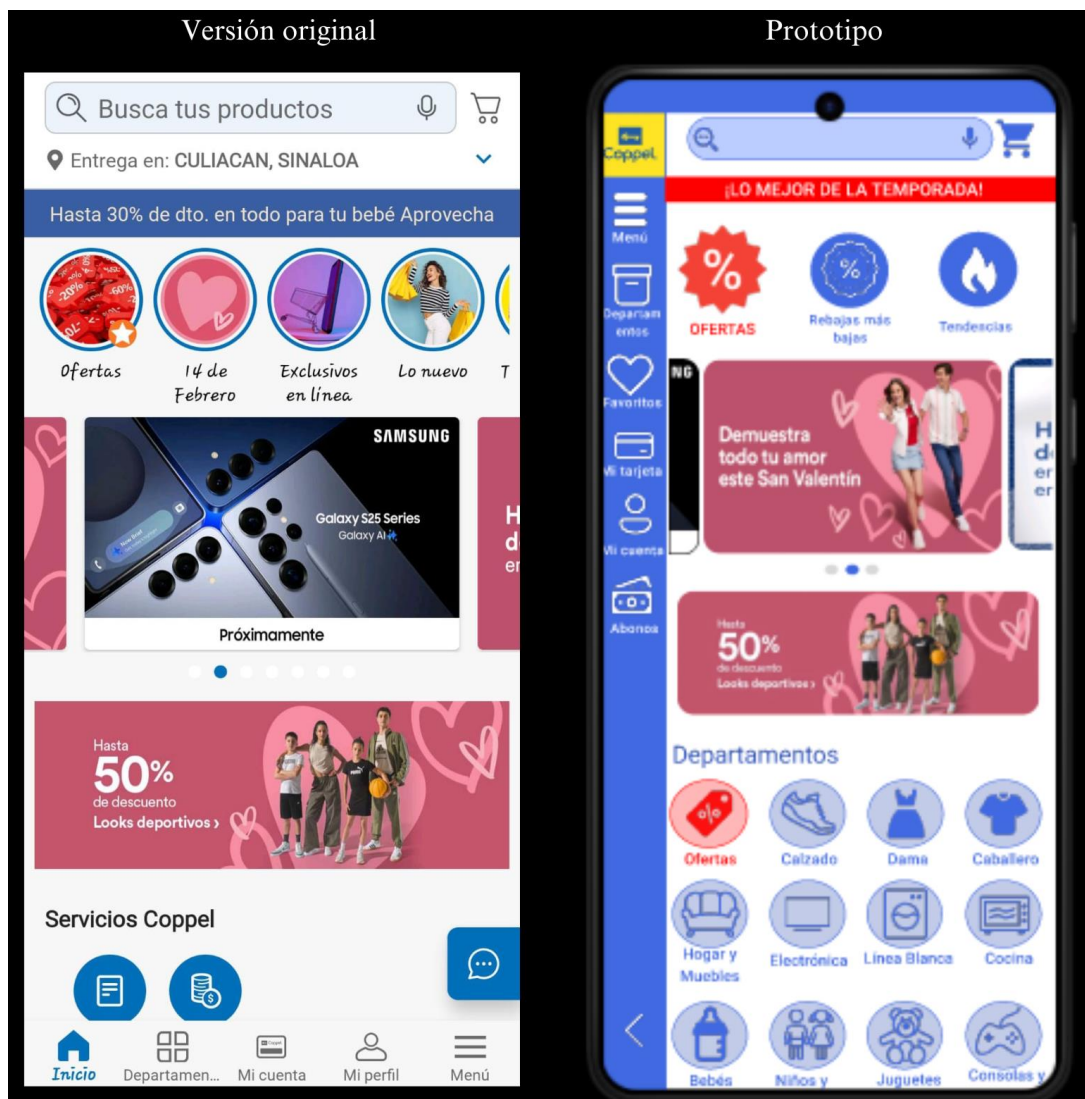 Versión original
Busca tus productos
Entrega en: CULIACAN, SINALOA
Hasta 30% de dto. en todo para tu bebé Aprovecha
Ofertas
14 de
Febrero
Exclusivos
en línea
Lo nuevo
T
SAMSUNG
Galaxy S25 Series
Galaxy AI
Próximamente
H
d
en
Hasta
50%
de descuento
Looks deportivos ›
Servicios Coppel
Inicio
Departamen...
Mi cuenta
Mi perfil
Menú
Prototipo
Coppel
¡LO MEJOR DE LA TEMPORADA!
Menú
Departam
entos
Favoritos
Mi tarjeta
Mi cuenta
Abonos
%
OFERTAS
%
Rebajas más
bajas
Tendencias
NG
Demuestra
todo tu amor
este San Valentín
H
de
en
en
Hasta
50%
de descuento
Looks deportivos ›
Departamentos
Ofertas
Calzado
Dama
Caballero
Hogar y
Muebles
Electrónica
Línea Blanca
Cocina
Bebés
Niños y
Juguetes
Consolas y